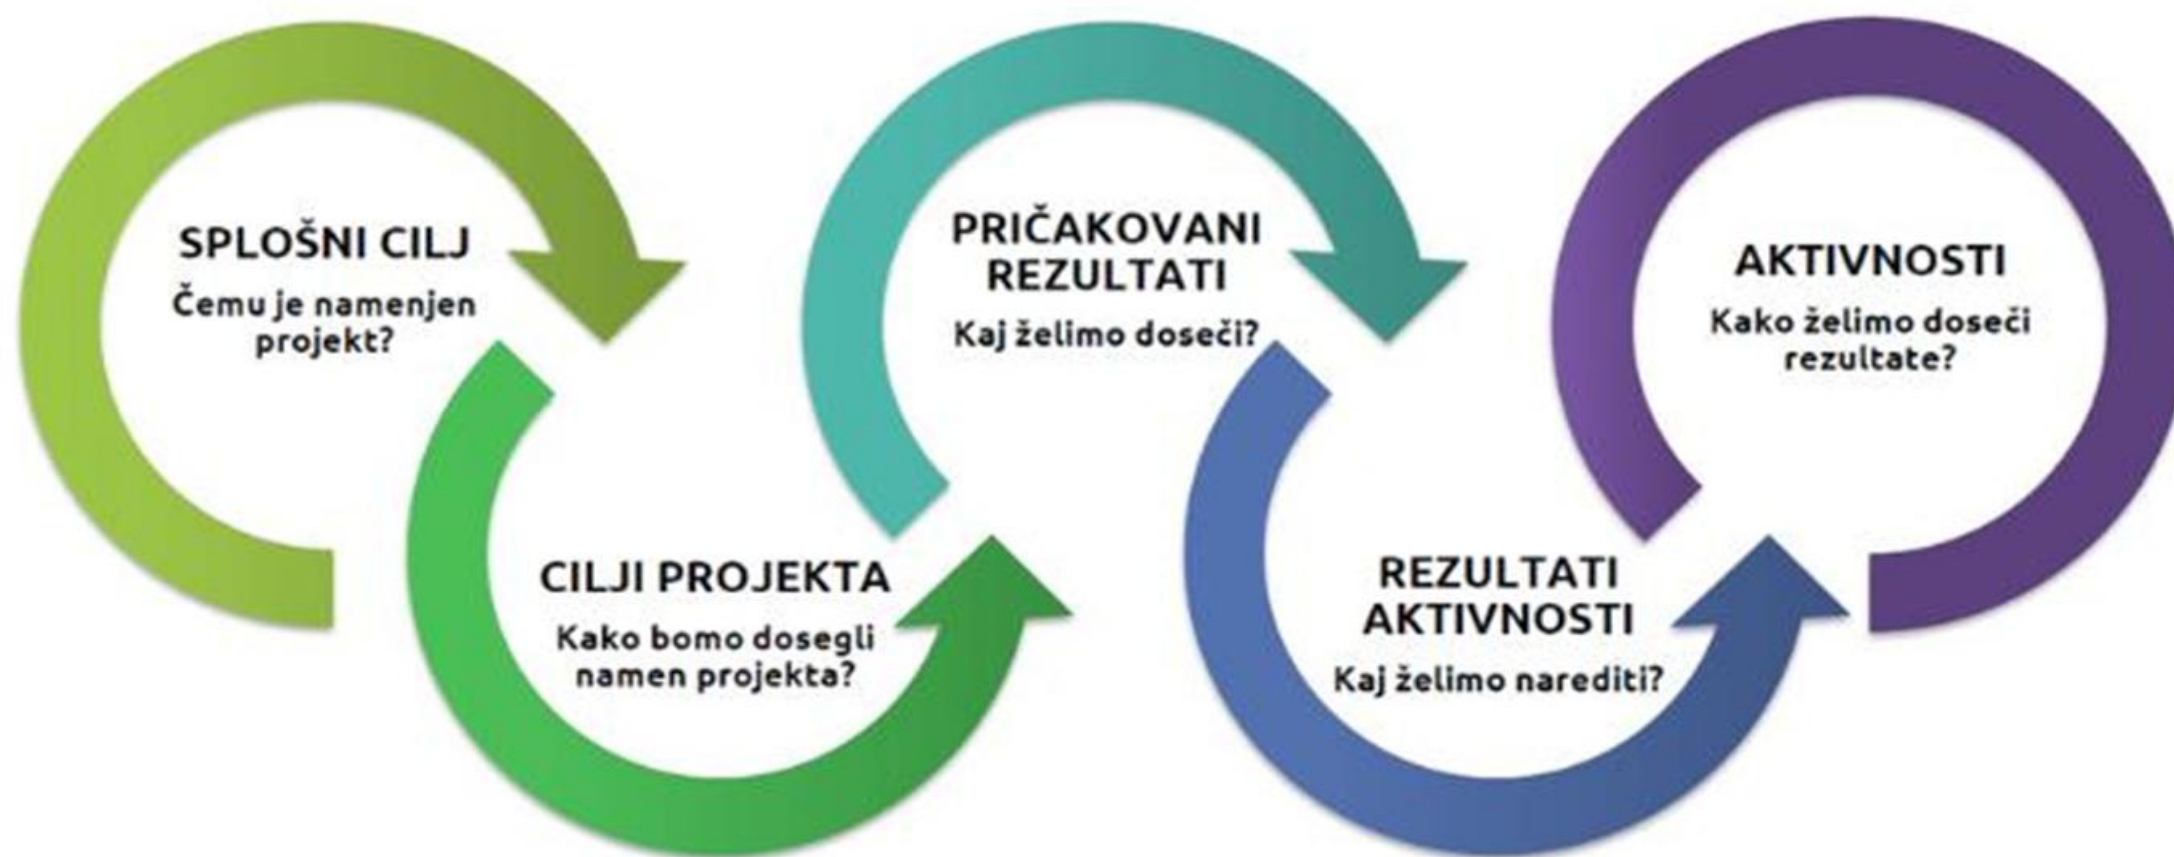 SPLOŠNI CILJ
Čemu je namenjen
projekt?
CILJI PROJEKTA
Kako bomo dosegli
namen projekta?
PRIČAKOVANI
REZULTATI
Kaj želimo doseči?
REZULTATI
AKTIVNOSTI
Kaj želimo narediti?
AKTIVNOSTI
Kako želimo doseči
rezultate?